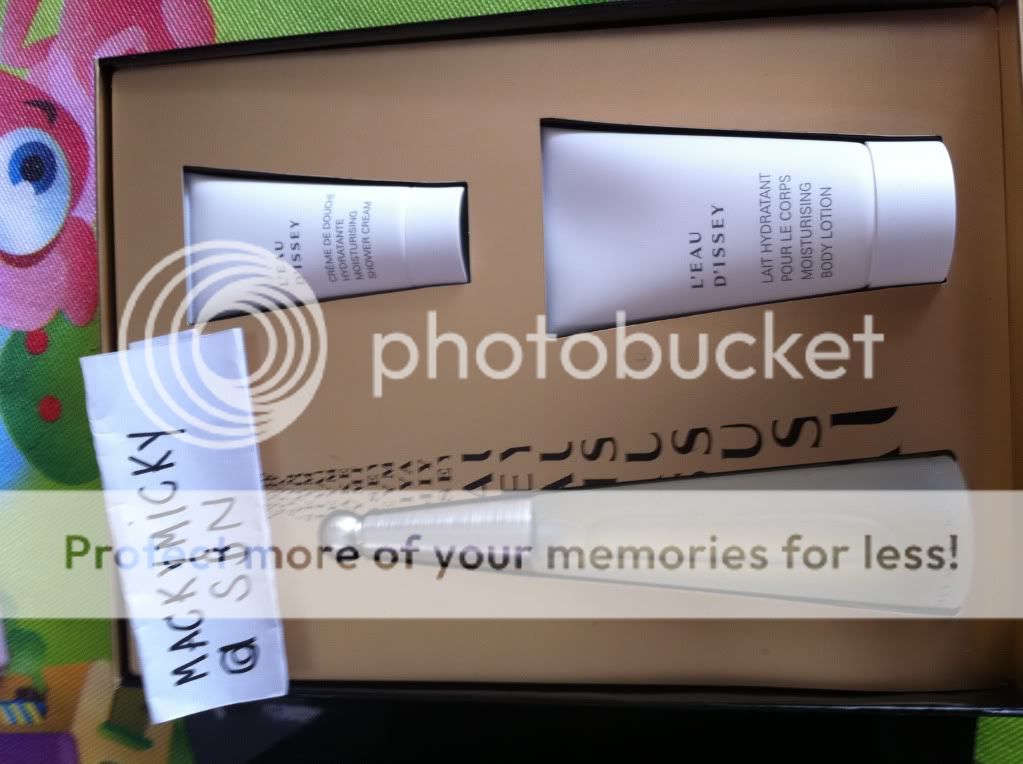 L'EAU
D'ISSEY
CRÈME DE DOUCHE
HYDRATANTE
MOISTURISING
SHOWER CREAM
L'EAU
D'ISSEY
LAIT HYDRATANT
POUR LE CORPS
MOISTURISING
BODY LOTION
photobucket
Protect more of your memories for less!
MACKYMICKY
@ SGN